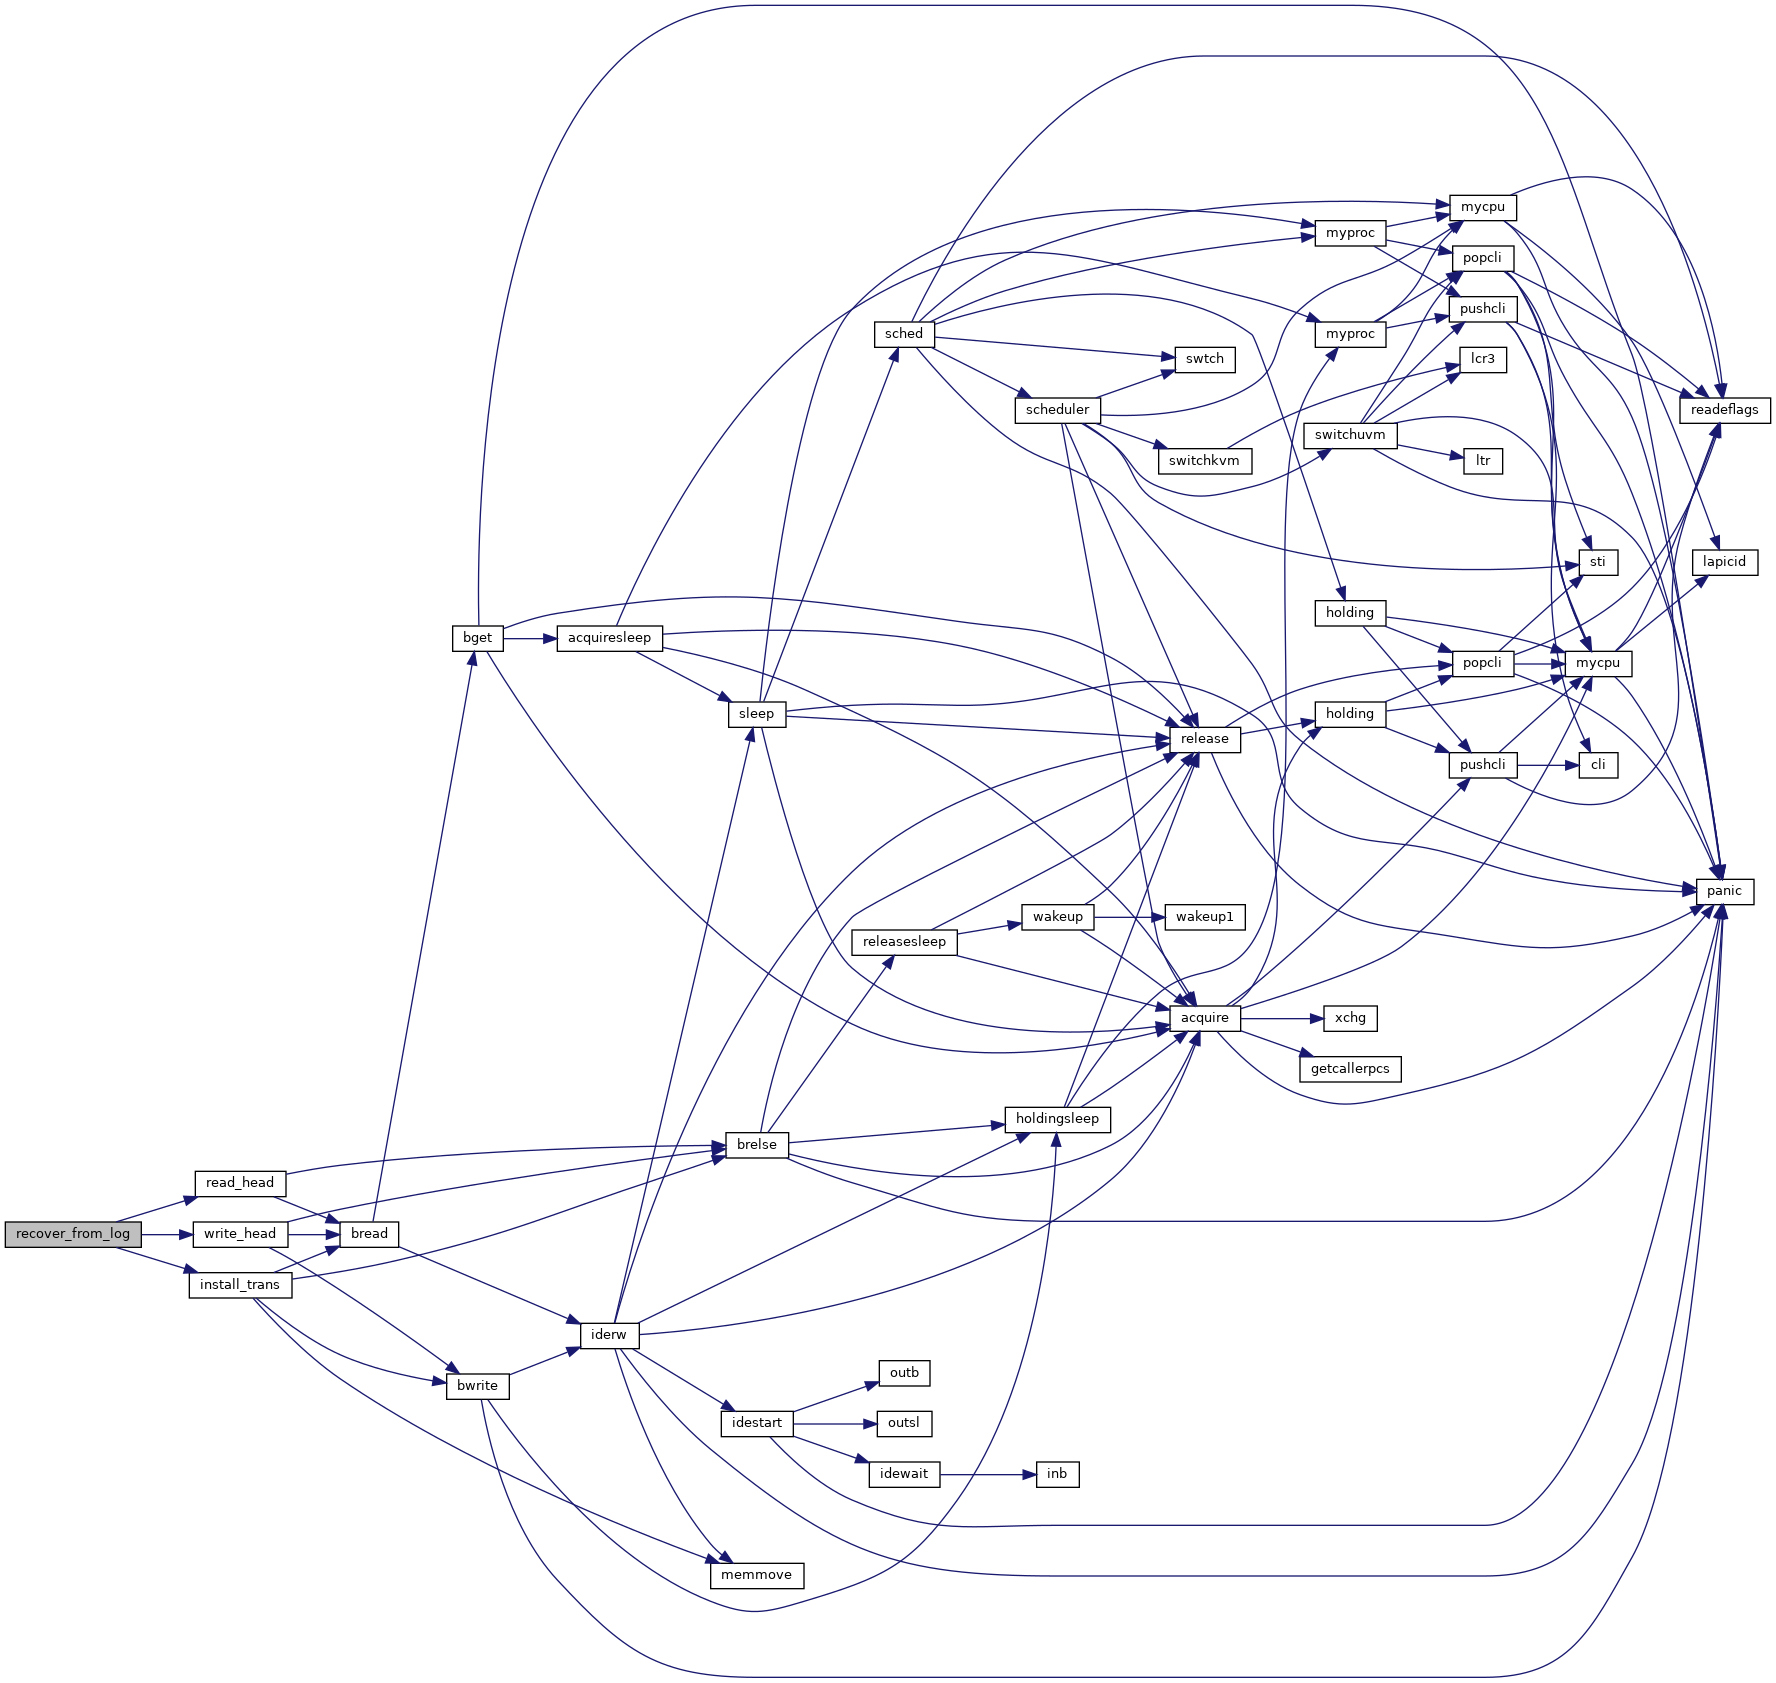 recover_from_log
read_head
write_head
install_trans
bread
bget
bwrite
acquiresleep
iderw
sleep
brelse
idestart
memmove
sched
releasesleep
outb
outsl
idewait
scheduler
wakeup
holdingsleep
inb
swtch
switchkvm
release
wakeup1
acquire
myproc
myproc
switchuvm
holding
holding
xchg
getcallerpcs
mycpu
popcli
pushcli
lcr3
ltr
popcli
pushcli
sti
mycpu
cli
readeflags
lapicid
panic